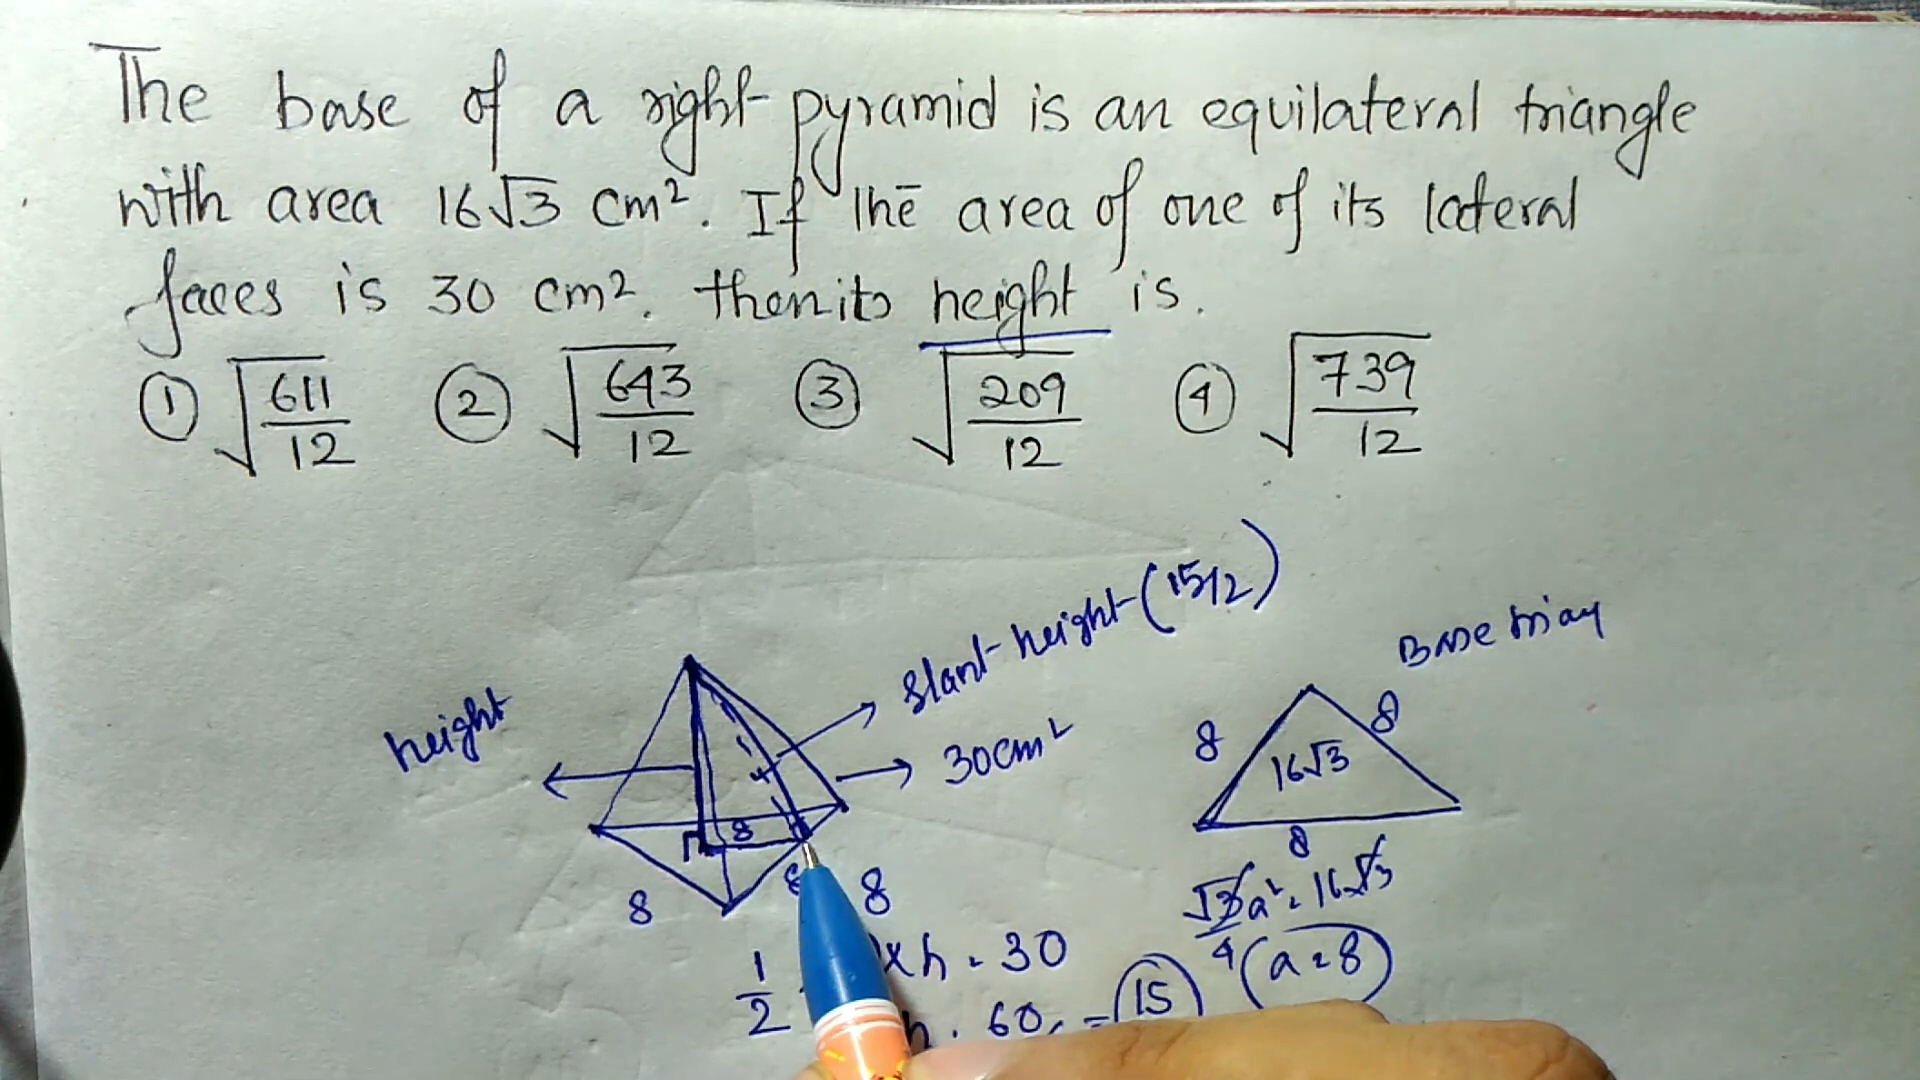 The base of a right pyramid is an equilateral triangle
with area 16√3 cm². If the area of one of its lateral
faces is 30 cm². then its height is.
① √611/12 ② √643/12 ③ √209/12 ④ √739/12
slant-height-(15/2)
Base
height
30cm²
8 8
16√3
8
8
8 8
√3/4 a² = 16√3
1/2 xh = 30
a=8
h = 60 = 15